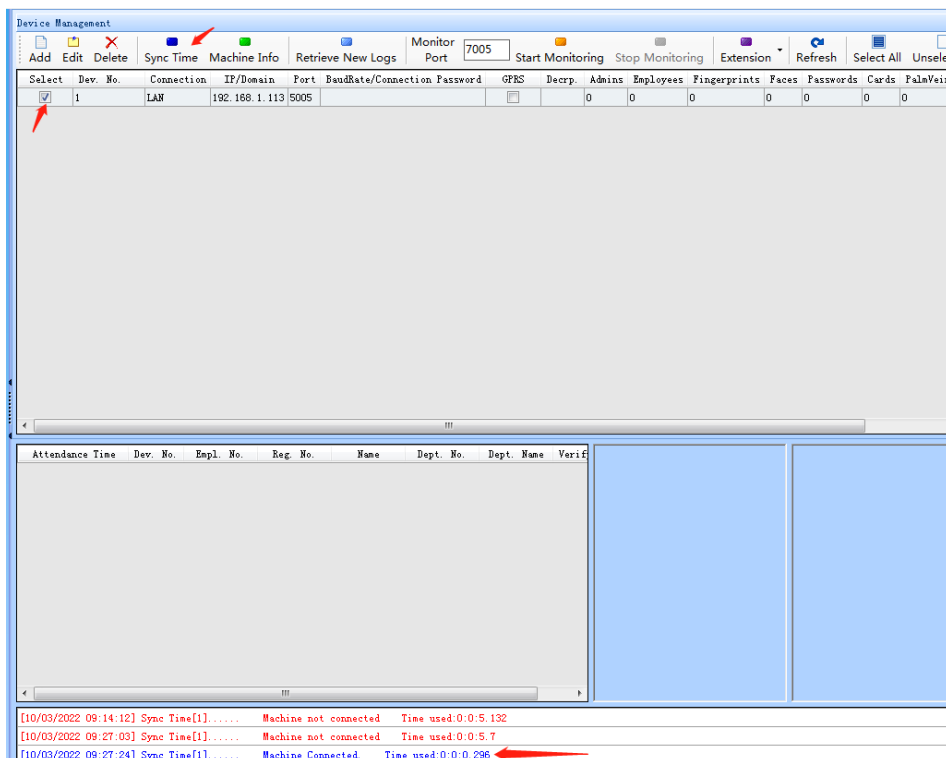 Device Management
Monitor
Add Edit Delete Sync Time Machine Info Retrieve New Logs Port 7005 Start Monitoring Stop Monitoring Extension Refresh Select All
Select Dev. No. Connection IP/Domain Port BaudRate/Connection Password GPRS Decrp. Admins Employees Fingerprints Faces Passwords Cards
1 LAN 192.168.1.113 5005 0 0 0 0 0 0 0
Attendance Time Dev. No. Empl. No. Reg. No. Name Dept. No. Dept. Name Verif
[10/03/2022 09:14:12] Sync Time[1]...... Machine not connected Time used:0:0:5.132
[10/03/2022 09:27:03] Sync Time[1]...... Machine not connected Time used:0:0:5.7
[10/03/2022 09:27:24] Sync Time[1]...... Machine Connected. Time used:0:0:0.296